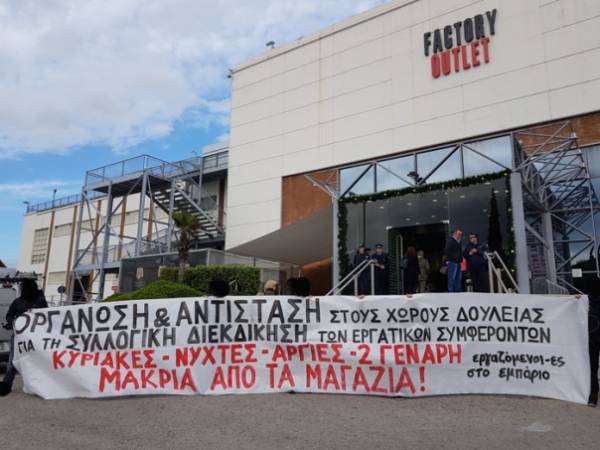 FACTORY
OUTLET
ΟΡΓΑΝΩΣΗ & ΑΝΤΙΣΤΑΣΗ ΣΤΟΥΣ ΧΩΡΟΥΣ ΔΟΥΛΕΙΑΣ
ΓΙΑ ΤΗ ΣΥΛΛΟΓΙΚΗ ΔΙΕΚΔΙΚΗΣΗ ΤΩΝ ΕΡΓΑΤΙΚΩΝ ΣΥΜΦΕΡΟΝΤΩΝ
ΚΥΡΙΑΚΕΣ - ΝΥΧΤΕΣ - ΑΡΓΙΕΣ - 2 ΓΕΝΑΡΗ
ΜΑΚΡΙΑ ΑΠΟ ΤΑ ΜΑΓΑΖΙΑ!
εργαζόμενοι-ες
στο εμπόριο